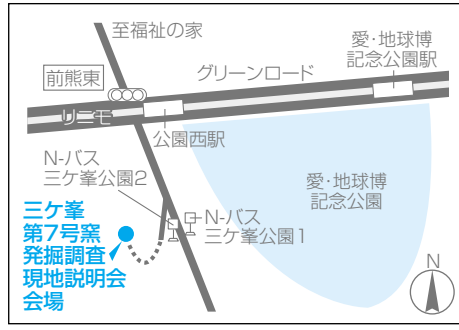 至福祉の家
愛・地球博
記念公園駅
前熊東
グリーンロード
リニモ
公園西駅
N-バス
三ケ峯公園2
愛・地球博
記念公園
N-バス
三ケ峯公園1
三ケ峯
第7号窯
発掘調査
現地説明会
会場
N